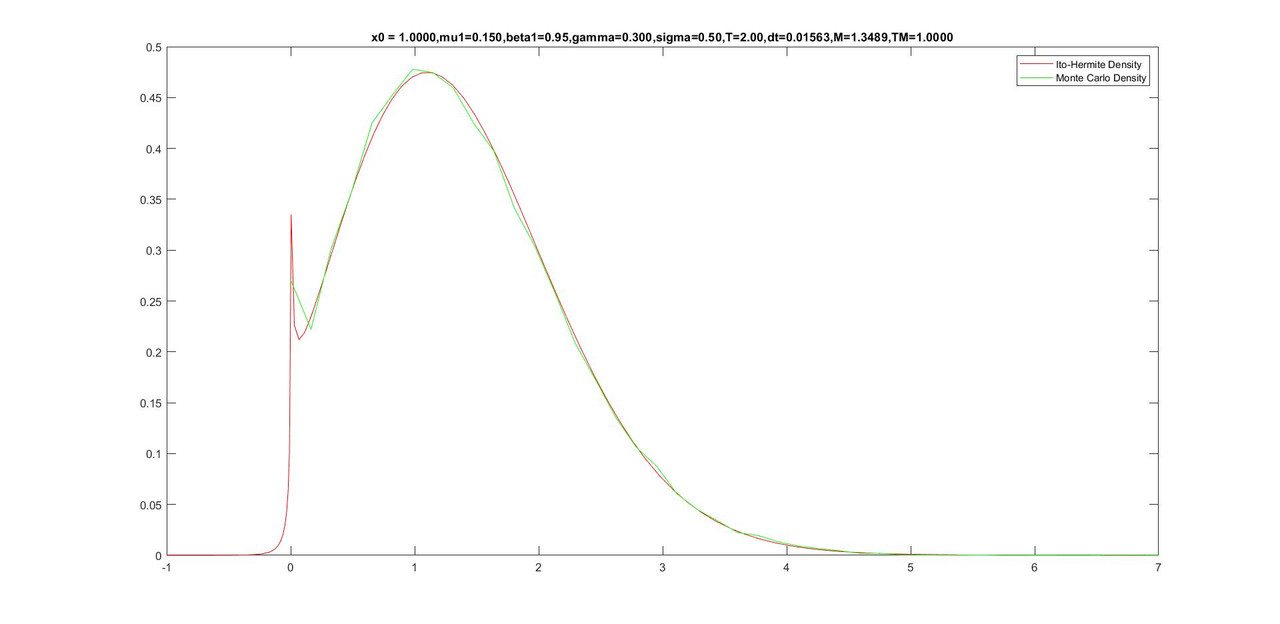 x0 = 1.0000,mu1=0.150,beta1=0.95,gamma=0.300,sigma=0.50,T=2.00,dt=0.01563,M=1.3489,TM=1.0000
Ito-Hermite Density
Monte Carlo Density
0.5
0.45
0.4
0.35
0.3
0.25
0.2
0.15
0.1
0.05
0
-1 0 1 2 3 4 5 6 7